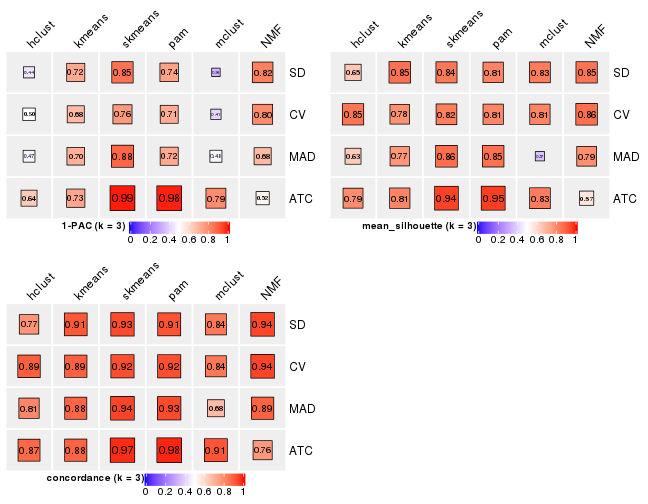 hclust kmeans skmeans pam mclust NMF
0.44 0.72 0.85 0.74 0.82 SD
0.50 0.68 0.76 0.71 0.41 0.80 CV
0.47 0.70 0.88 0.72 0.48 0.68 MAD
0.64 0.73 0.99 0.98 0.79 0.52 ATC
1-PAC (k = 3) 0 0.2 0.4 0.6 0.8 1
hclust kmeans skmeans pam mclust NMF
0.65 0.85 0.84 0.81 0.83 0.85 SD
0.85 0.78 0.82 0.81 0.81 0.86 CV
0.63 0.77 0.86 0.85 0.79 MAD
0.79 0.81 0.94 0.95 0.83 0.57 ATC
mean_silhouette (k = 3) 0 0.2 0.4 0.6 0.8 1
hclust kmeans skmeans pam mclust NMF
0.77 0.91 0.93 0.91 0.84 0.94 SD
0.89 0.89 0.92 0.92 0.84 0.94 CV
0.81 0.88 0.94 0.93 0.68 0.89 MAD
0.87 0.88 0.97 0.98 0.91 0.76 ATC
concordance (k = 3) 0 0.2 0.4 0.6 0.8 1